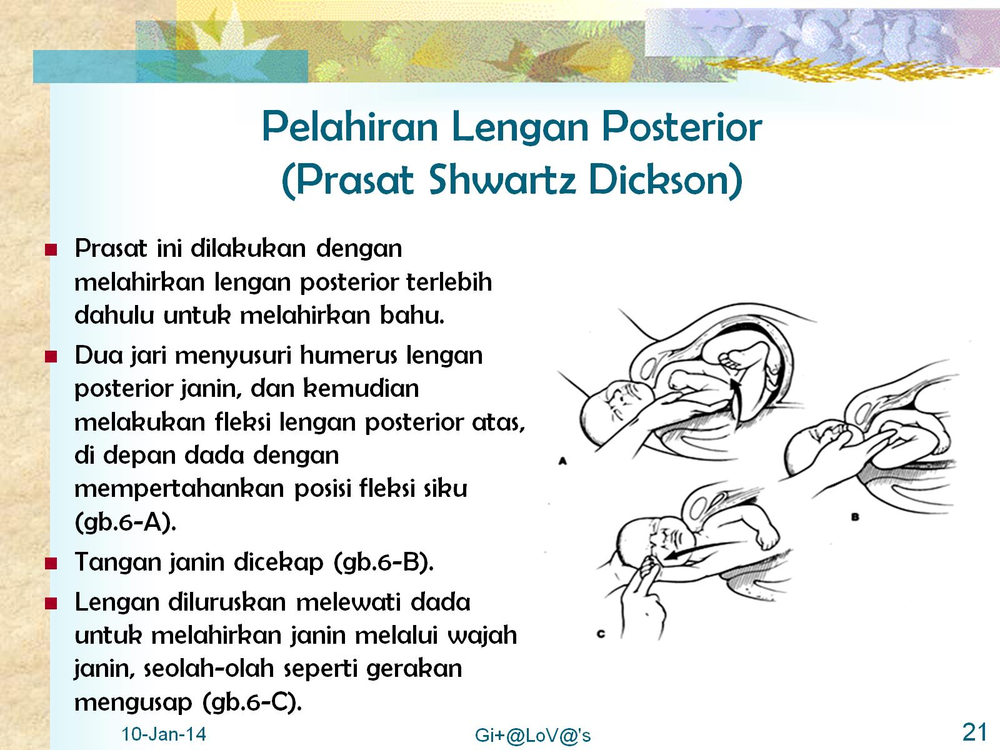 Pelahiran Lengan Posterior
(Prasat Shwartz Dickson)
Prasat ini dilakukan dengan
melahirkan lengan posterior terlebih
dahulu untuk melahirkan bahu.
Dua jari menyusuri humerus lengan
posterior janin, dan kemudian
melakukan fleksi lengan posterior atas,
di depan dada dengan
mempertahankan posisi fleksi siku
(gb.6-A).
Tangan janin dicekap (gb.6-B).
Lengan diluruskan melewati dada
untuk melahirkan janin melalui wajah
janin, seolah-olah seperti gerakan
mengusap (gb.6-C).
A
B
C
10-Jan-14
Gi+@LoV@'s
21